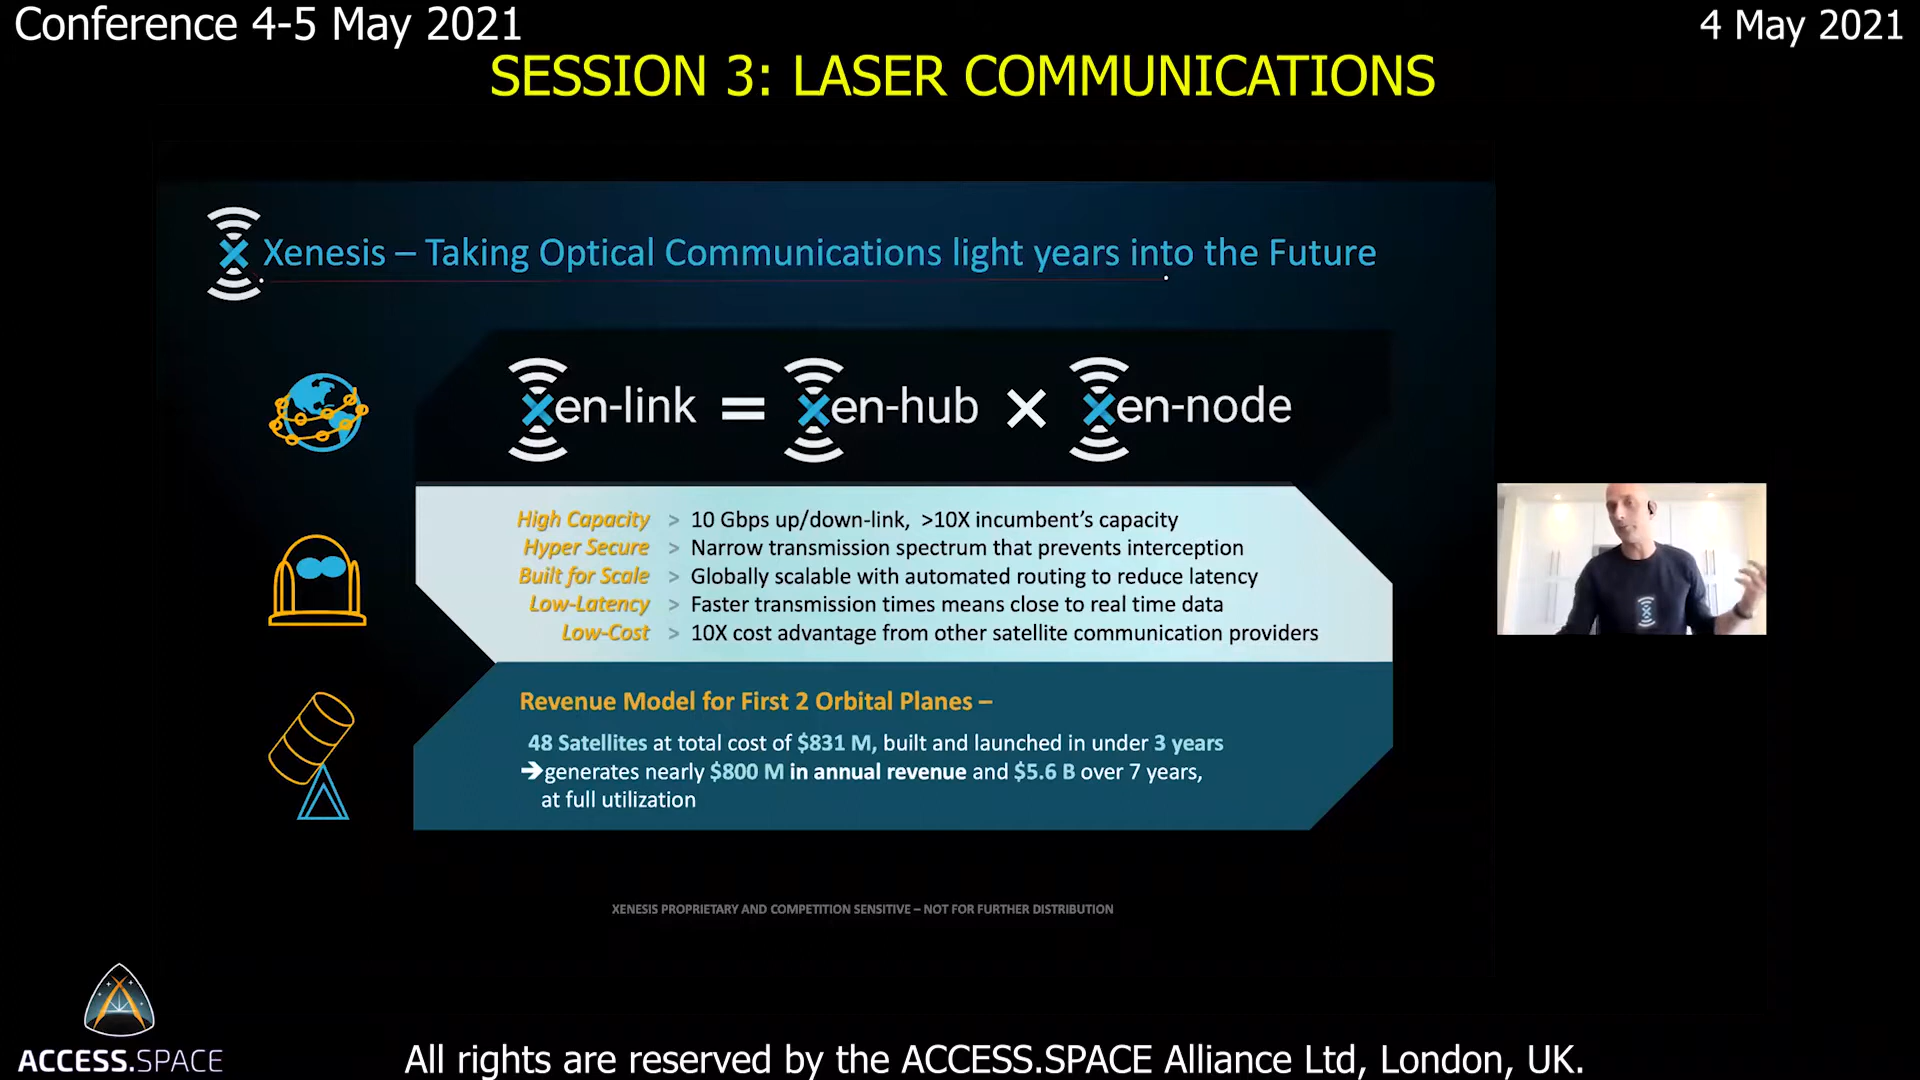 Conference 4-5 May 2021
4 May 2021
SESSION 3: LASER COMMUNICATIONS
Xenesis – Taking Optical Communications light years into the Future
xen-link = xen-hub × xen-node
High Capacity > 10 Gbps up/down-link, >10X incumbent's capacity
Hyper Secure > Narrow transmission spectrum that prevents interception
Built for Scale > Globally scalable with automated routing to reduce latency
Low-Latency > Faster transmission times means close to real time data
Low-Cost > 10X cost advantage from other satellite communication providers
Revenue Model for First 2 Orbital Planes –
48 Satellites at total cost of $831 M, built and launched in under 3 years
➔generates nearly $800 M in annual revenue and $5.6 B over 7 years,
at full utilization
XENESIS PROPRIETARY AND COMPETITION SENSITIVE – NOT FOR FURTHER DISTRIBUTION
ACCESS.SPACE
All rights are reserved by the ACCESS.SPACE Alliance Ltd, London, UK.